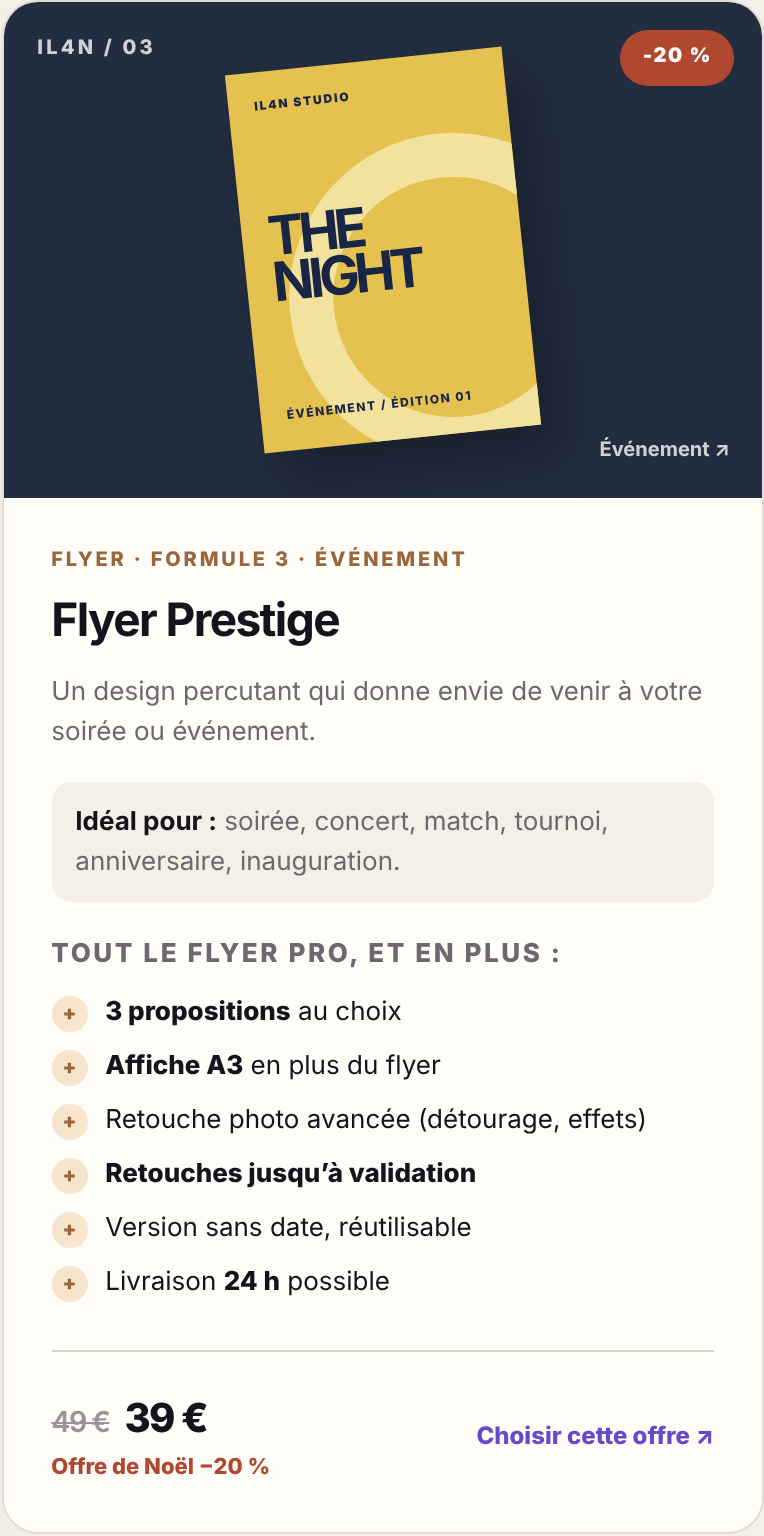 IL4N / 03
-20 %
IL4N STUDIO
THE
NIGHT
ÉVÉNEMENT / ÉDITION 01
Événement ↗
FLYER · FORMULE 3 · ÉVÉNEMENT
Flyer Prestige
Un design percutant qui donne envie de venir à votre
soirée ou événement.
Idéal pour : soirée, concert, match, tournoi,
anniversaire, inauguration.
TOUT LE FLYER PRO, ET EN PLUS :
+ 3 propositions au choix
+ Affiche A3 en plus du flyer
+ Retouche photo avancée (détourage, effets)
+ Retouches jusqu’à validation
+ Version sans date, réutilisable
+ Livraison 24 h possible
49 € 39 €
Offre de Noël −20 %
Choisir cette offre ↗